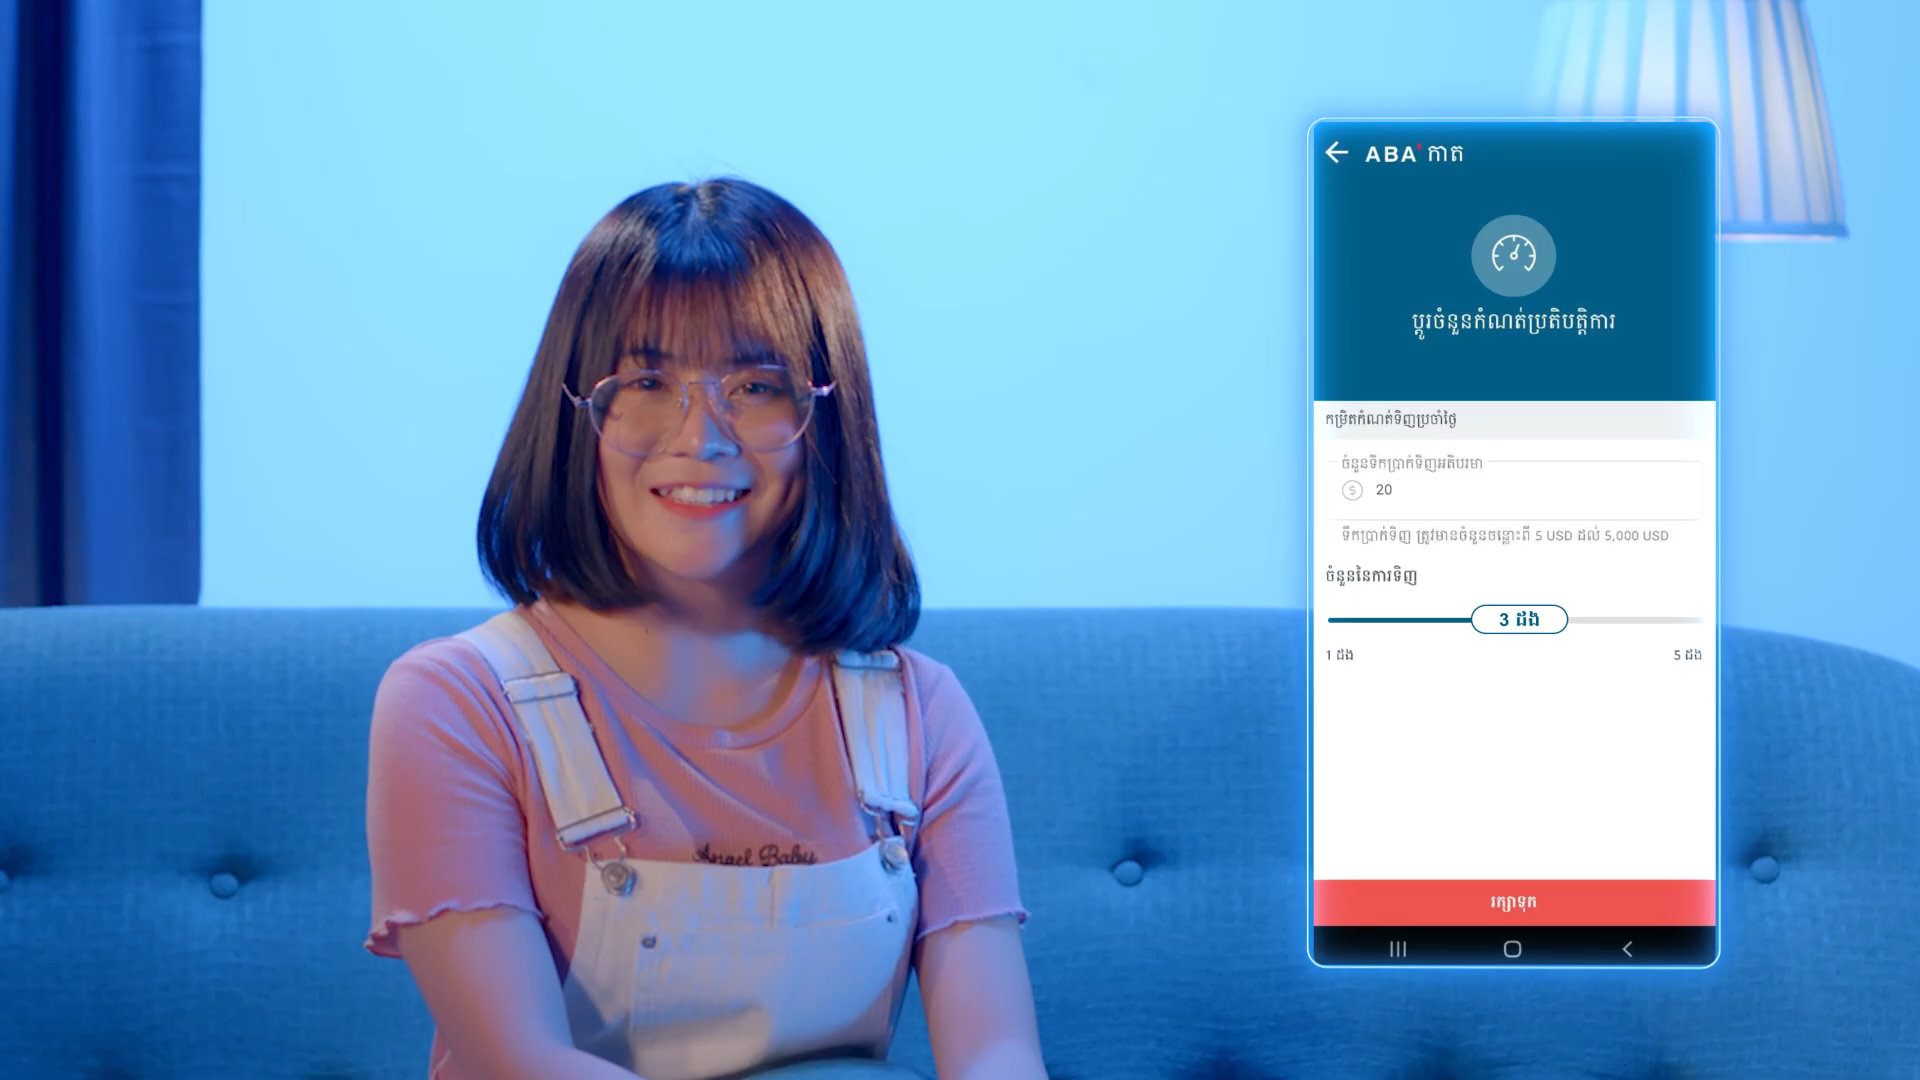 ABA' កាត
ប្ដូរចំនួនកំណត់ប្រតិបត្តិការ
កម្រិតកំណត់ទិញប្រចាំថ្ងៃ
ចំនួនទឹកប្រាក់ទិញអតិបរមា
$ 20
ទឹកប្រាក់ទិញ ត្រូវមានចំនួនចន្លោះពី 5 USD ដល់ 5,000 USD
ចំនួននៃការទិញ
3 ដង
1 ដង
5 ដង
Angel Baby
រក្សាទុក